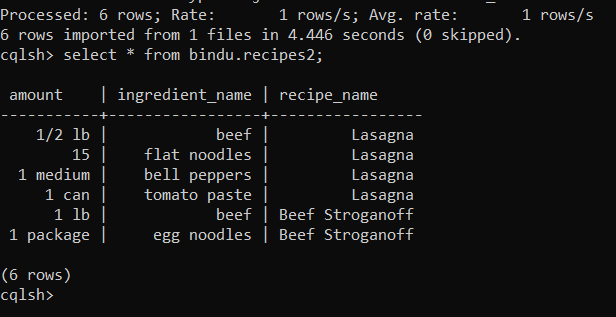 Processed: 6 rows; Rate:       1 rows/s; Avg. rate:       1 rows/s
6 rows imported from 1 files in 4.446 seconds (0 skipped).
cqlsh> select * from bindu.recipes2;
 amount    | ingredient_name | recipe_name
-----------+-----------------+-----------------
    1/2 lb |            beef |         Lasagna
        15 |    flat noodles |         Lasagna
  1 medium |    bell peppers |         Lasagna
     1 can |    tomato paste |         Lasagna
      1 lb |            beef | Beef Stroganoff
 1 package |     egg noodles | Beef Stroganoff
(6 rows)
cqlsh>